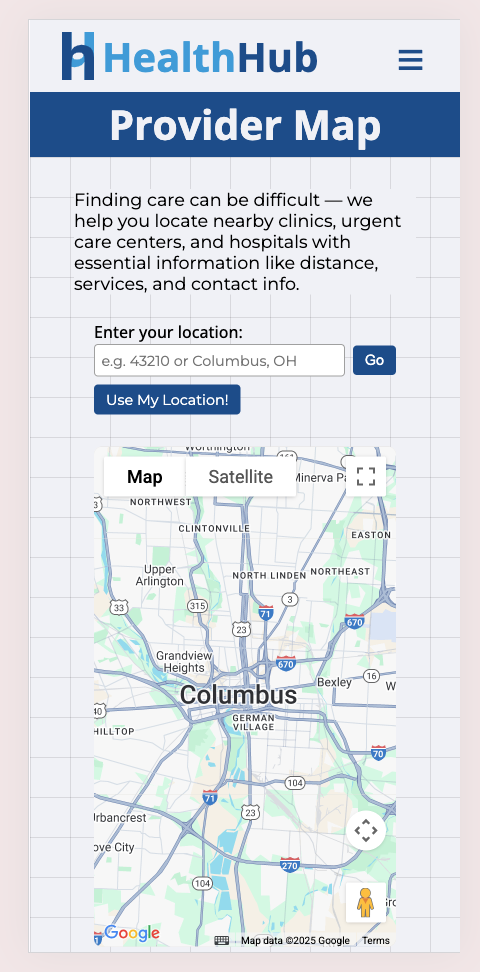 HealthHub
Provider Map
Finding care can be difficult — we
help you locate nearby clinics, urgent
care centers, and hospitals with
essential information like distance,
services, and contact info.
Enter your location:
e.g. 43210 or Columbus, OH
Go
Use My Location!
Worthington
161
Map
Satellite
Minerva Pa
3
NORTHWEST
CLINTONVILLE
EASTON
Upper
Arlington
NORTH LINDEN
NORTHEAST
33
315
3
71
23
670
Grandview
Heights
670
Bexley
16
W
Columbus
40
GERMAN
VILLAGE
HILLTOP
70
104
71
23
Urbancrest
ove City
270
104
Gro
Google
Map data ©2025 Google
Terms